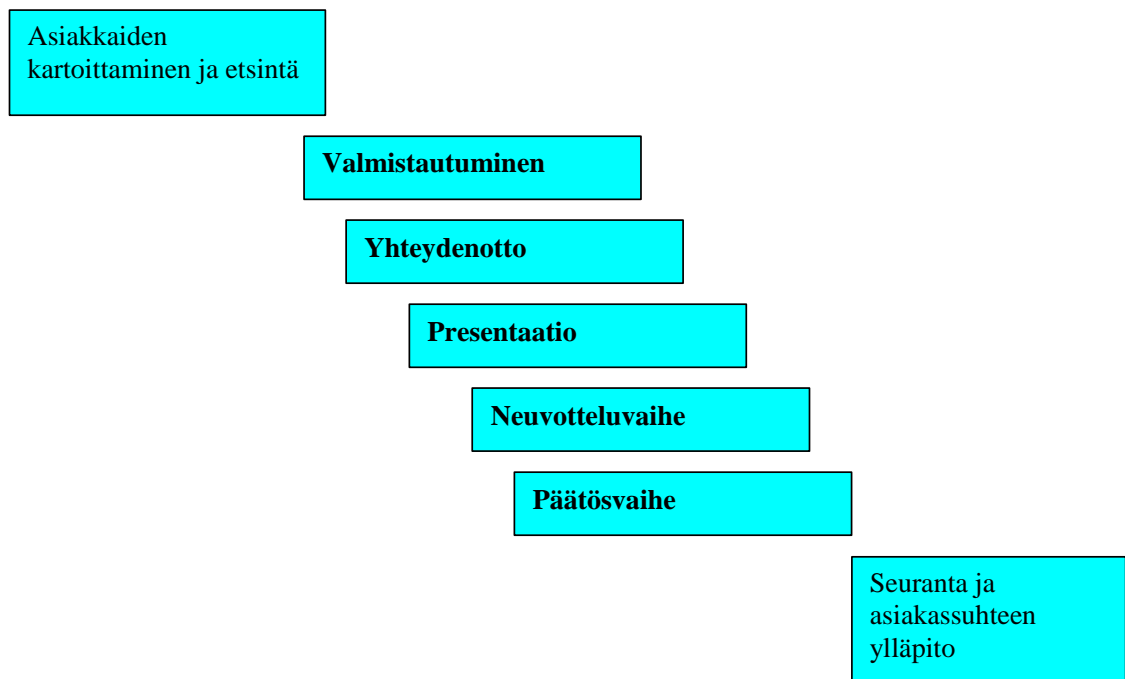 Asiakkaiden
kartoittaminen ja etsintä
Valmistautuminen
Yhteydenotto
Presentaatio
Neuvotteluvaihe
Päätösvaihe
Seuranta ja
asiakassuhteen
ylläpito